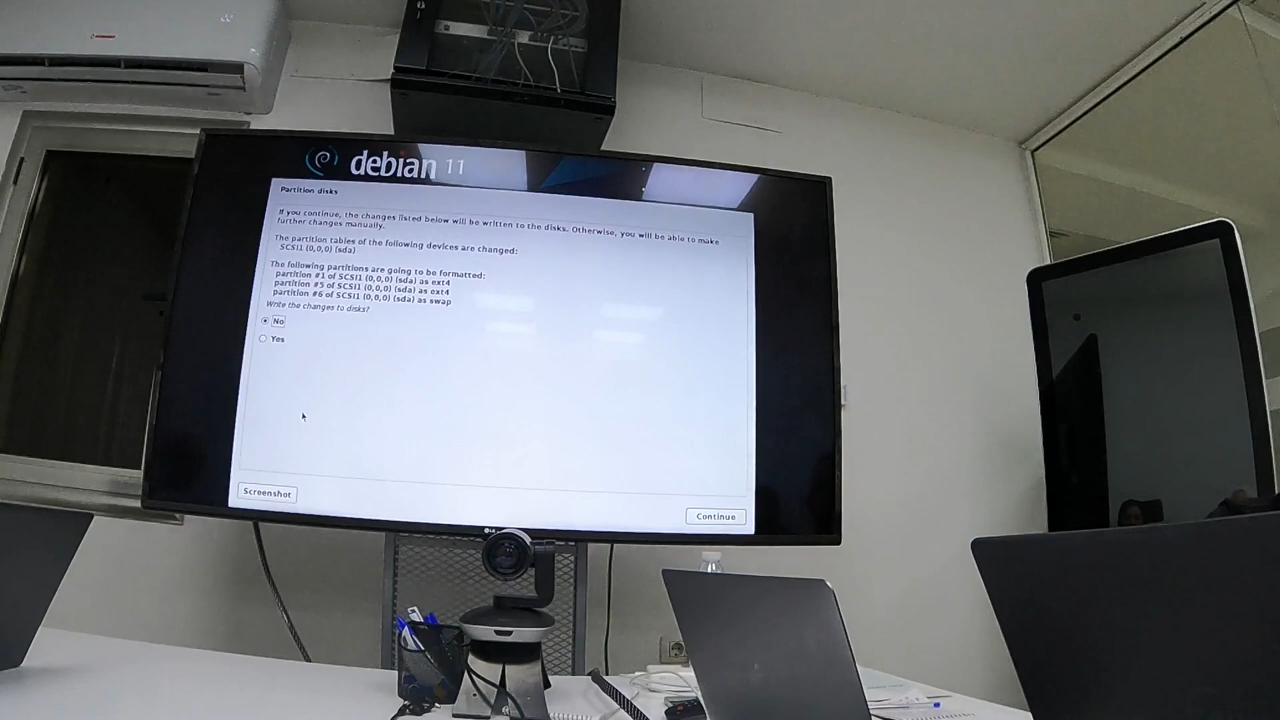 debian 11
Partition disks
If you continue, the changes listed below will be written to the disks. Otherwise, you will be able to make
further changes manually.
The partition tables of the following devices are changed:
SCSI1 (0,0,0) (sda)
The following partitions are going to be formatted:
partition #1 of SCSI1 (0,0,0) (sda) as ext4
partition #5 of SCSI1 (0,0,0) (sda) as ext4
partition #6 of SCSI1 (0,0,0) (sda) as swap
Write the changes to disks?
No
Yes
Screenshot
Continue
LG